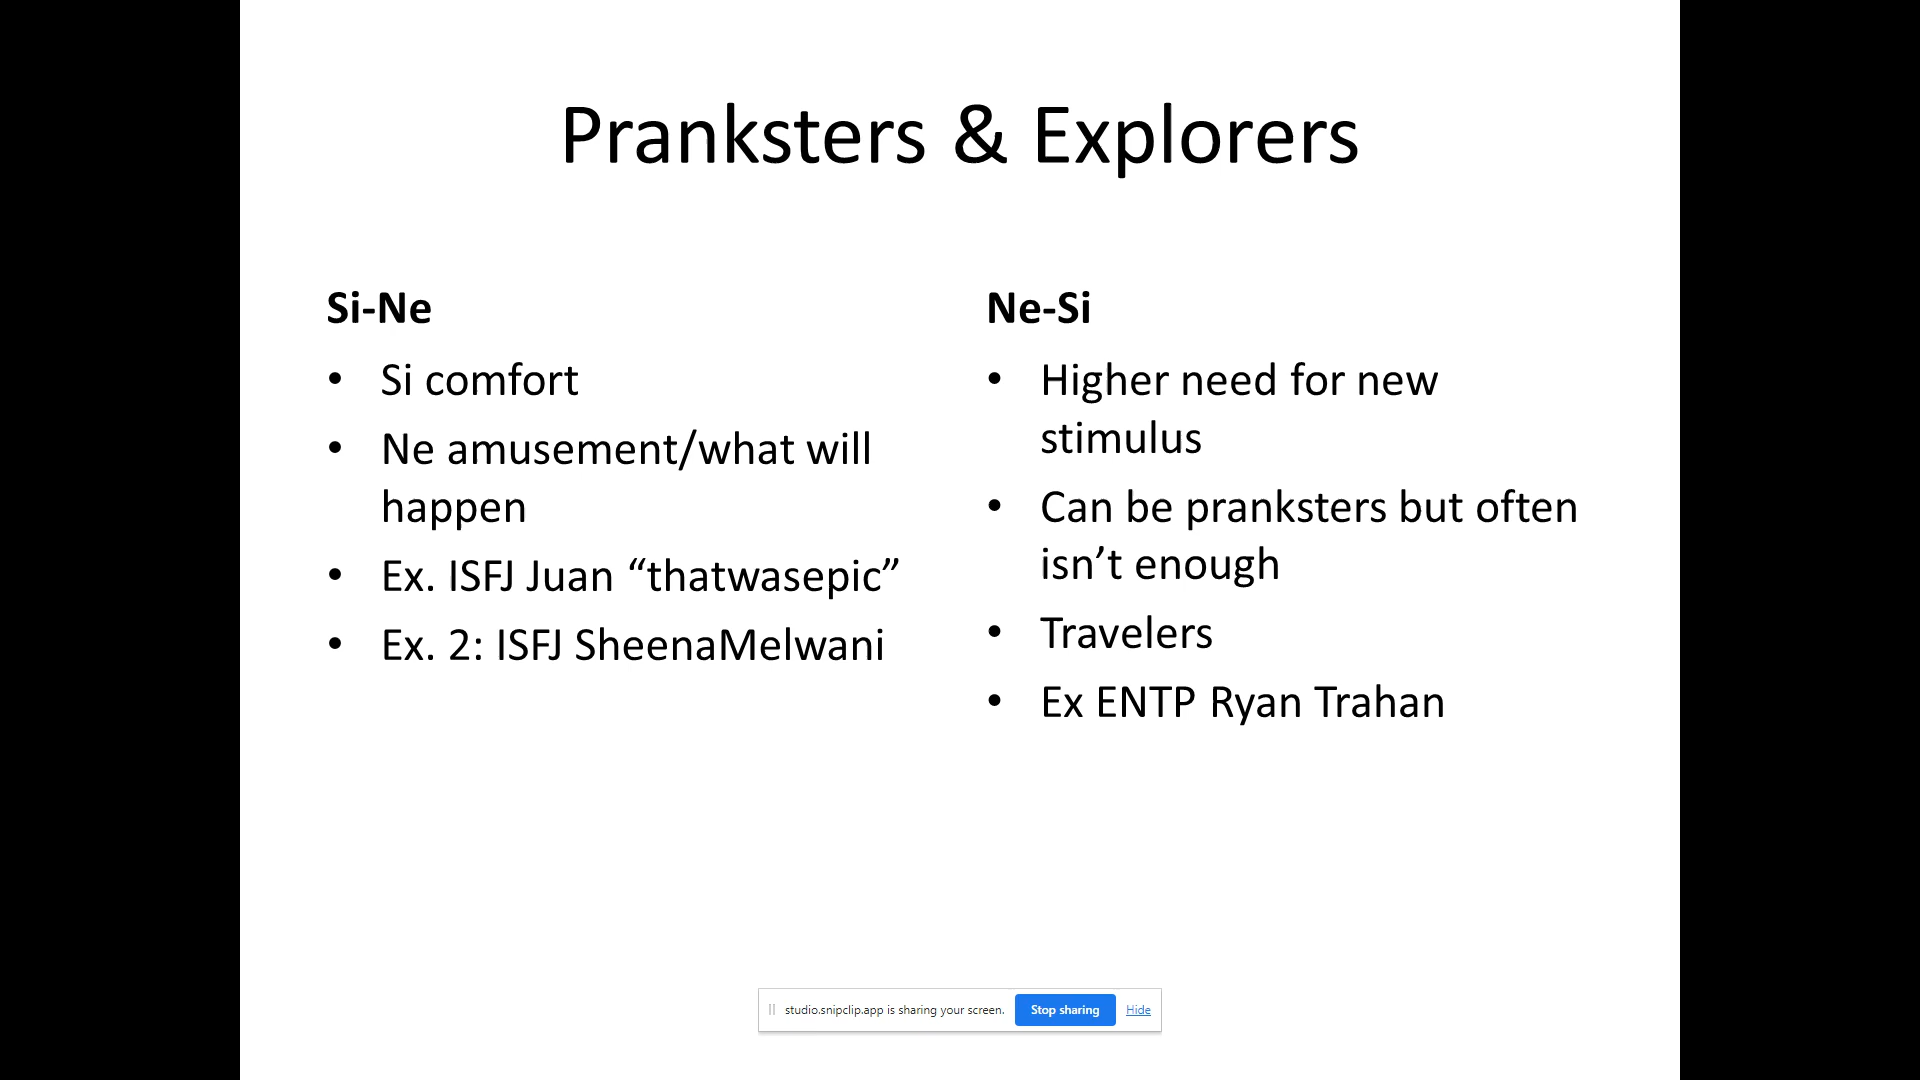 Pranksters & Explorers
Si-Ne
• Si comfort
• Ne amusement/what will
happen
• Ex. ISFJ Juan “thatwasepic”
• Ex. 2: ISFJ SheenaMelwani
Ne-Si
• Higher need for new
stimulus
• Can be pranksters but often
isn’t enough
• Travelers
• Ex ENTP Ryan Trahan
studio.snipclip.app is sharing your screen. Stop sharing Hide